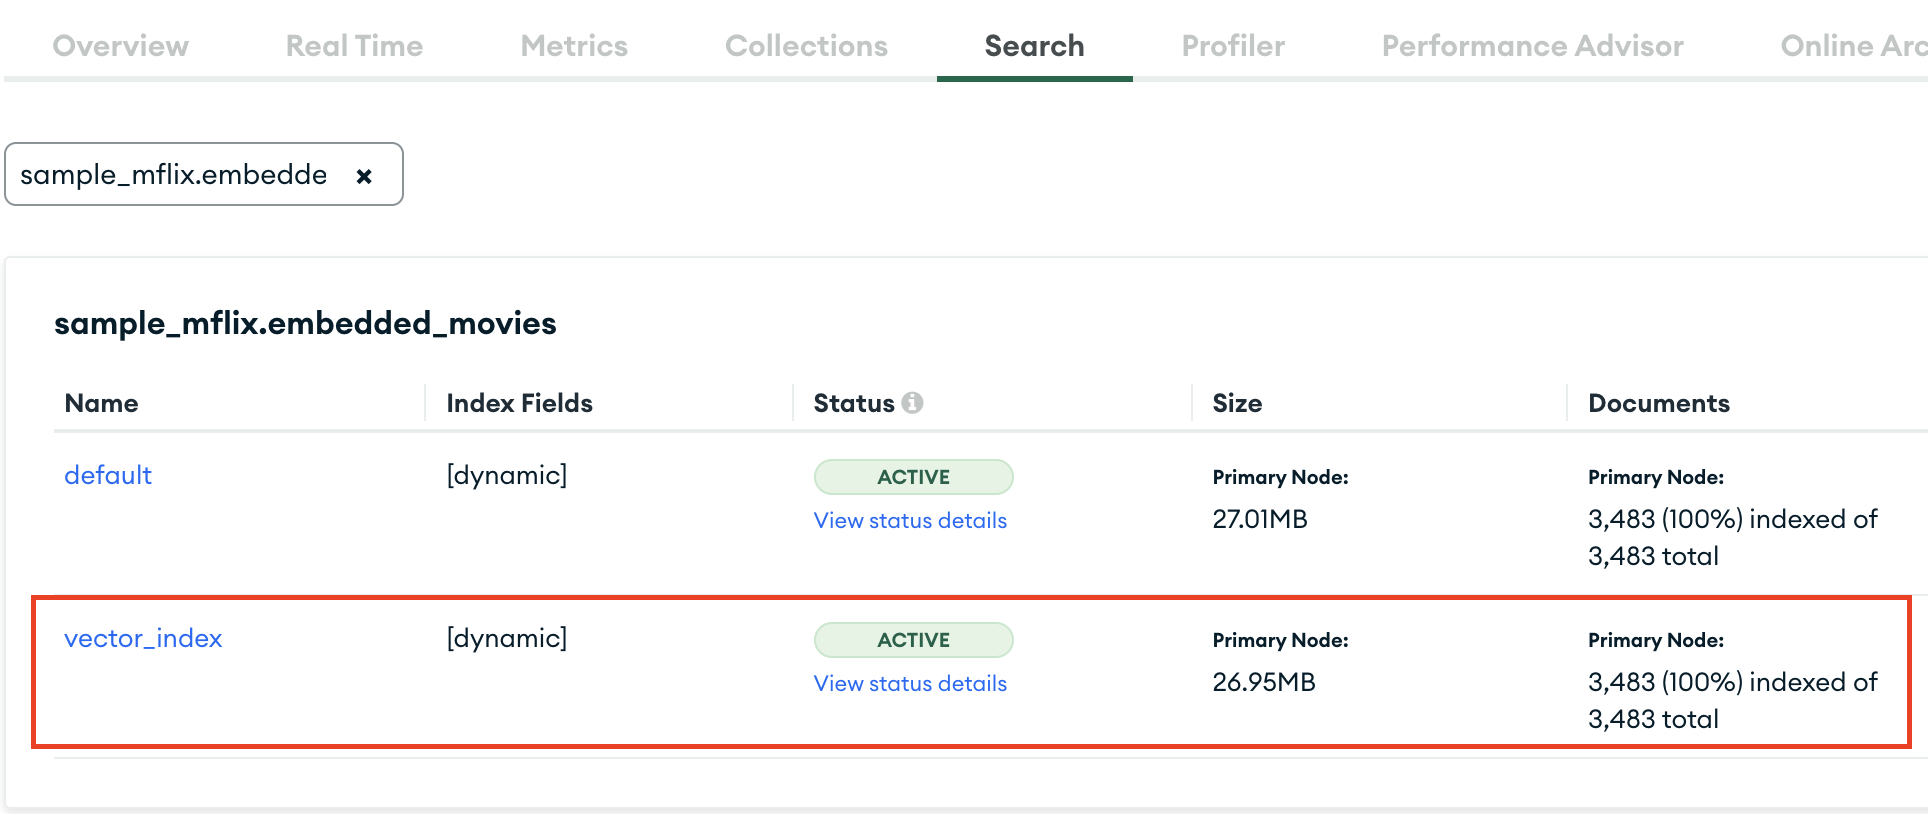 Overview Real Time Metrics Collections Search Profiler Performance Advisor Online Arc
sample_mflix.embedde ×
sample_mflix.embedded_movies
Name Index Fields Status Size Documents
default [dynamic] ACTIVE Primary Node: Primary Node:
View status details 27.01MB 3,483 (100%) indexed of
3,483 total
vector_index [dynamic] ACTIVE Primary Node: Primary Node:
View status details 26.95MB 3,483 (100%) indexed of
3,483 total